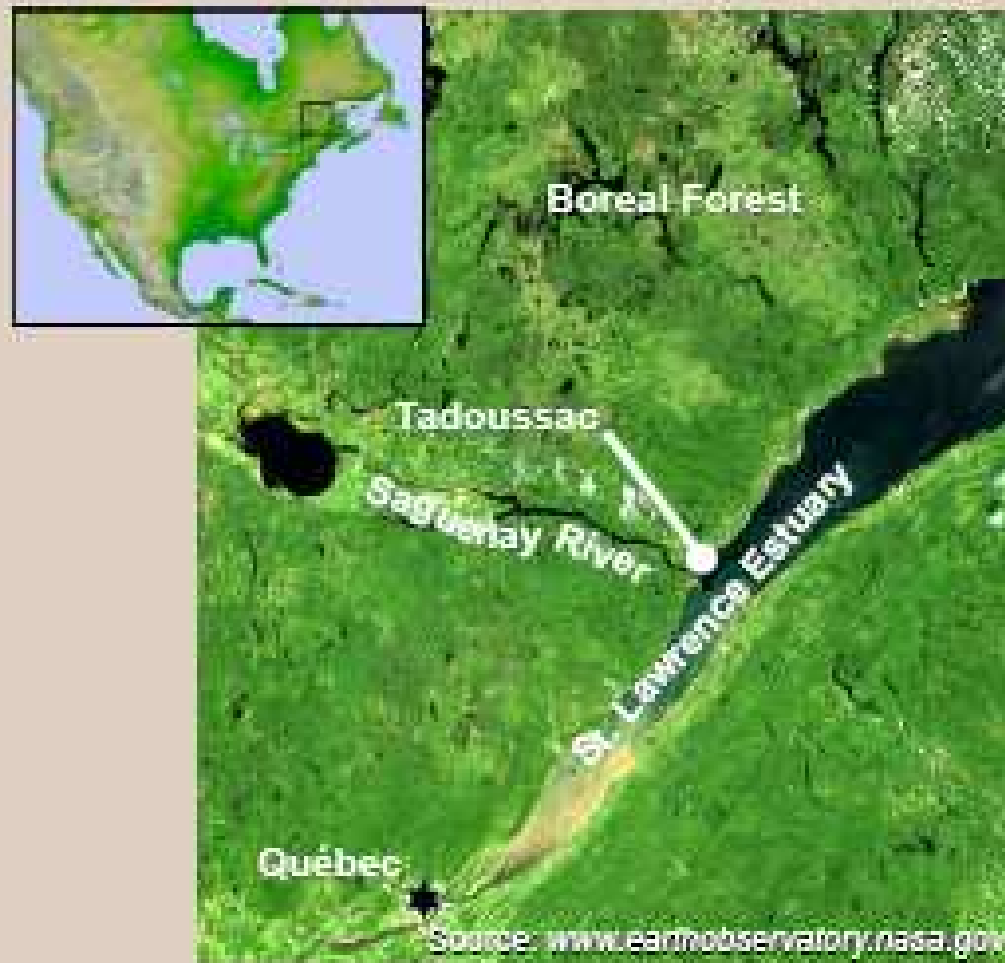 Boreal Forest
Tadoussac
Saguenay River
St. Lawrence Estuary
Québec
Source: www.earthobservatory.nasa.gov